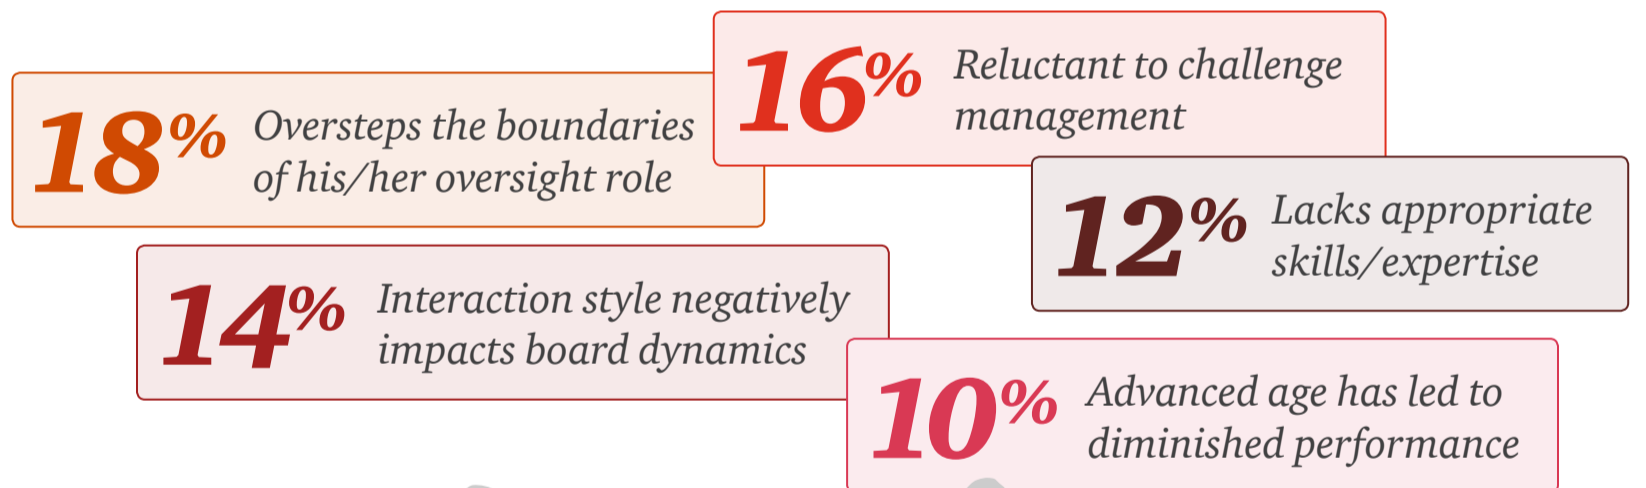 16% Reluctant to challenge
management
18% Oversteps the boundaries
of his/her oversight role
12% Lacks appropriate
skills/expertise
14% Interaction style negatively
impacts board dynamics
10% Advanced age has led to
diminished performance